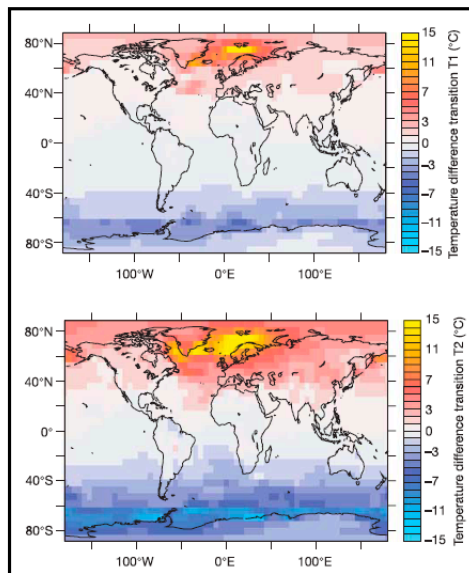 80°N
40°N
0°
40°S
80°S
100°W
0°E
100°E
15
11
7
3
0
−3
−7
−11
−15
Temperature difference transition T1 (°C)
80°N
40°N
0°
40°S
80°S
100°W
0°E
100°E
15
11
7
3
0
−3
−7
−11
−15
Temperature difference transition T2 (°C)